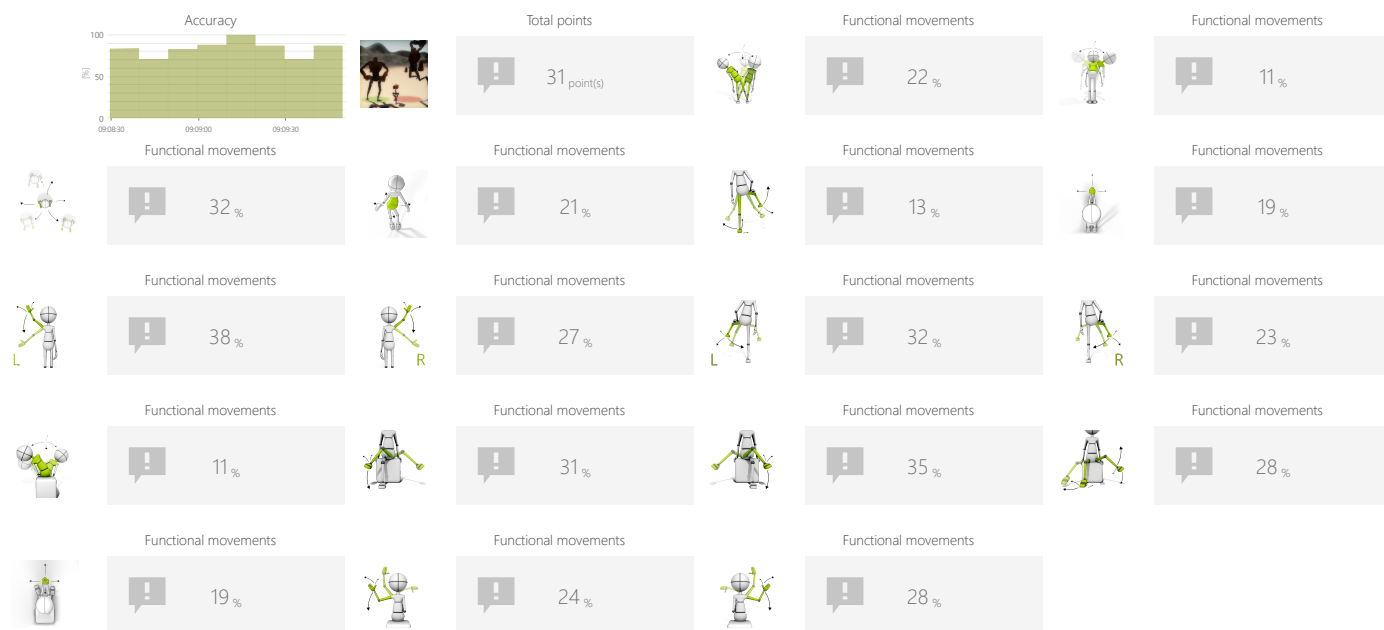 Accuracy
Total points
Functional movements
Functional movements
100
[%]
50
0
09:08:30
09:09:00
09:09:30
31 point(s)
22 %
11 %
Functional movements
Functional movements
Functional movements
Functional movements
32 %
21 %
13 %
19 %
Functional movements
Functional movements
Functional movements
Functional movements
38 %
27 %
32 %
23 %
L
R
L
R
Functional movements
Functional movements
Functional movements
Functional movements
11 %
31 %
35 %
28 %
Functional movements
Functional movements
Functional movements
19 %
24 %
28 %